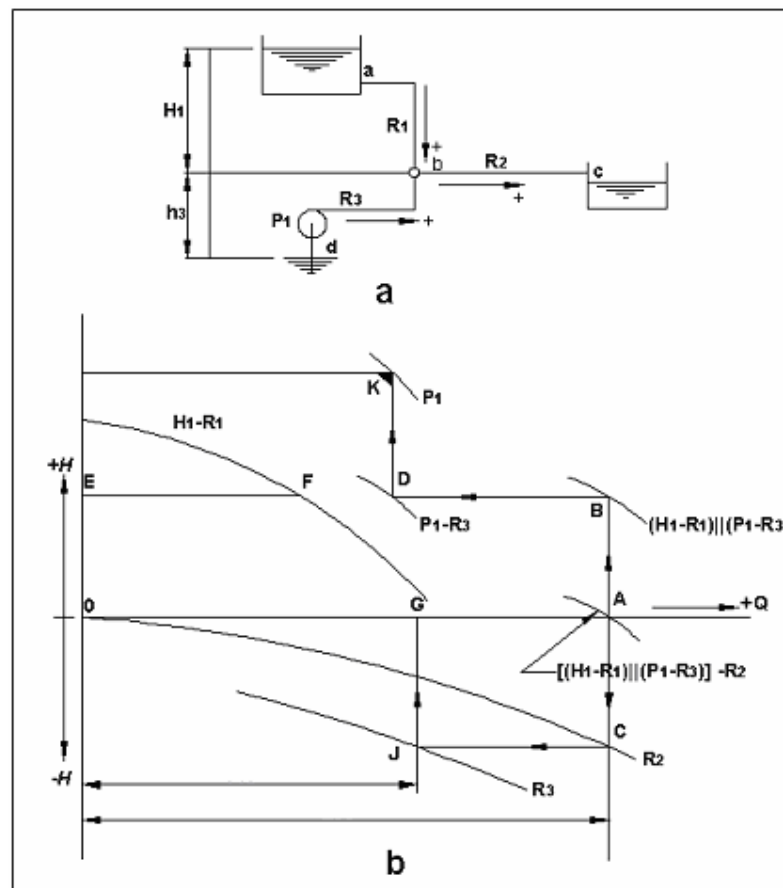 a
H1
R1
+
b
R2
c
+
h3
R3
P1
+
d
a
K
P1
H1-R1
+H
E
F
D
P1-R3
B
(H1-R1)||(P1-R3
0
G
A
+Q
[(H1-R1)||(P1-R3)] -R2
C
-H
J
R2
R3
b